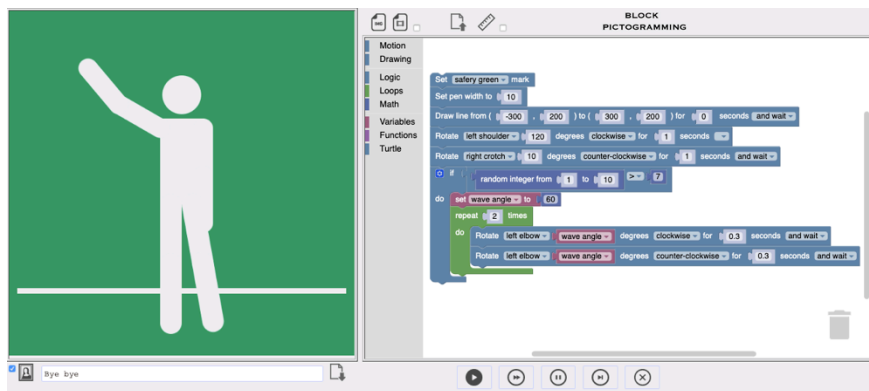 BLOCK
PICTOGRAMMING
Motion
Drawing
Logic
Loops
Math
Variables
Functions
Turtle
Set safery green mark
Set pen width to 10
Draw line from ( -300 , 200 ) to ( 300 , 200 ) for 0 seconds and wait
Rotate left shoulder 120 degrees clockwise for 1 seconds
Rotate right crotch 10 degrees counter-clockwise for 1 seconds and wait
if random integer from 1 to 10 > 7
do set wave angle to 60
repeat 2 times
do Rotate left elbow wave angle degrees clockwise for 0.3 seconds and wait
Rotate left elbow wave angle degrees counter-clockwise for 0.3 seconds and wait
Bye bye